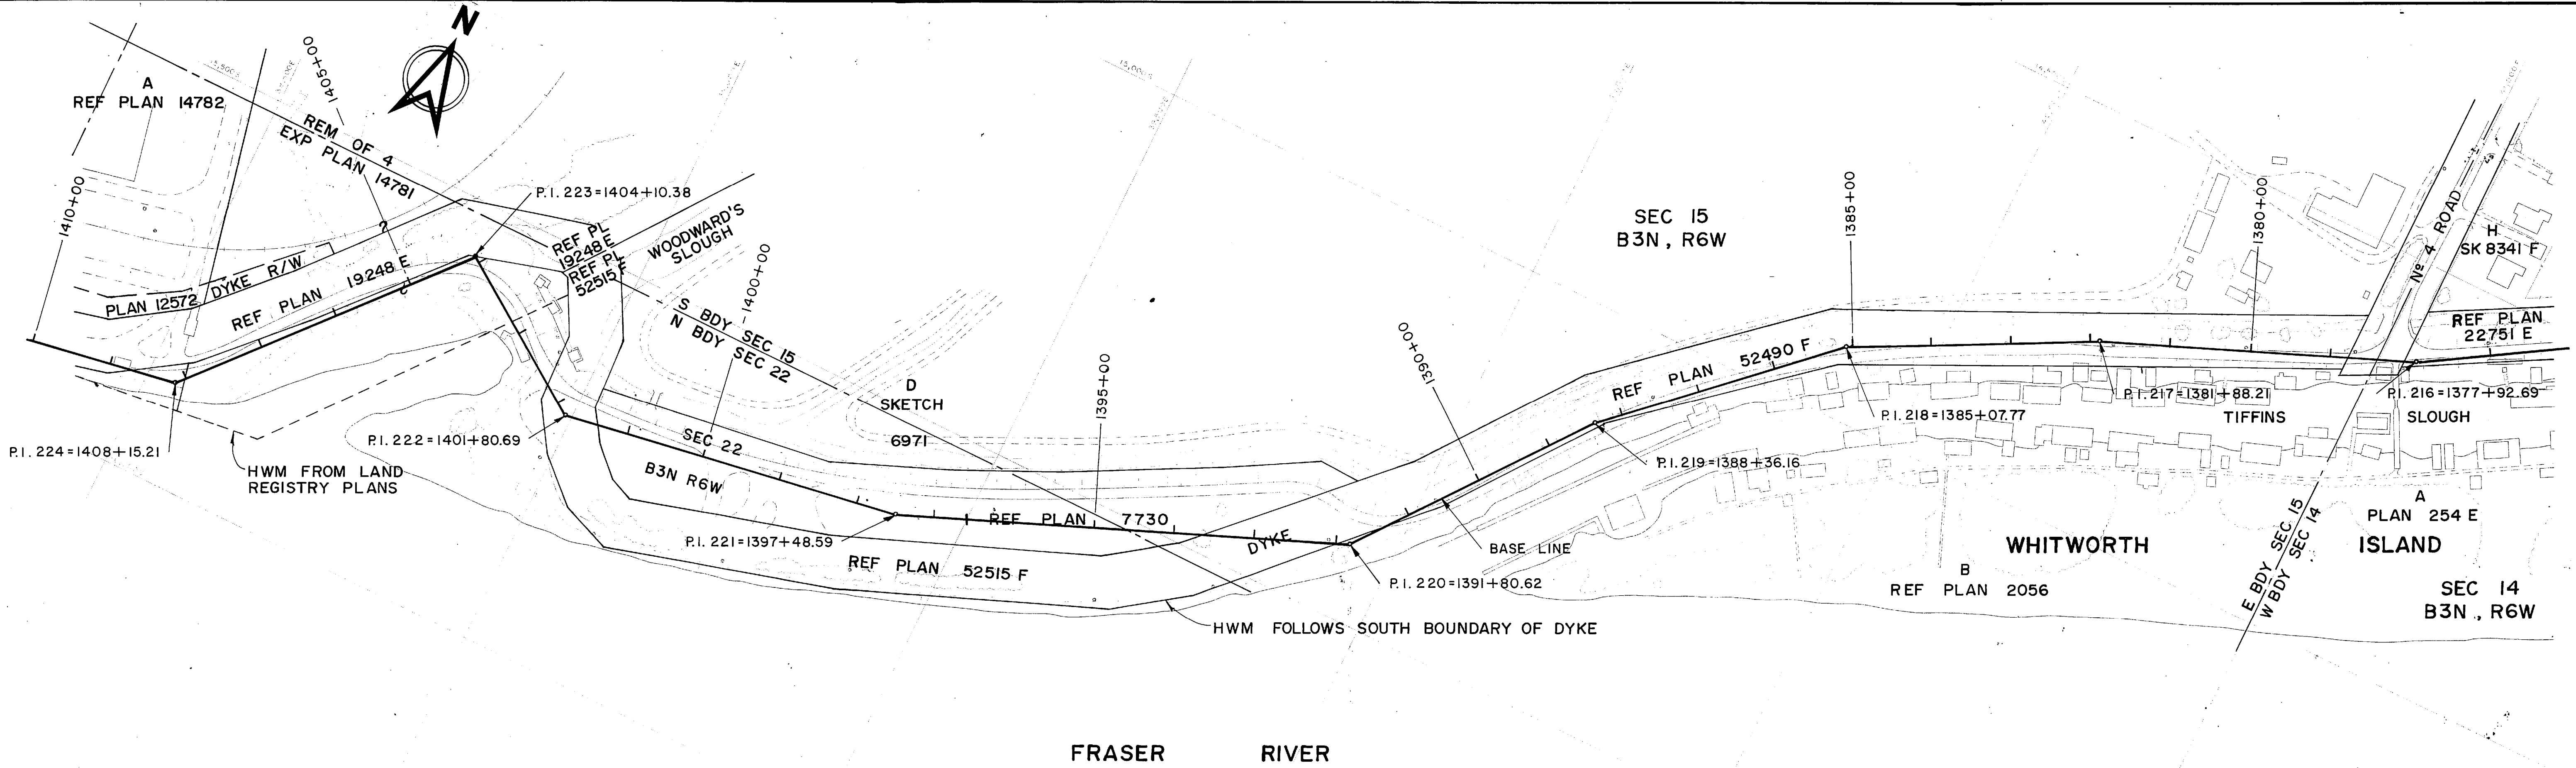 N
A
REF PLAN 14782
1405+00
REM OF 4
EXP PLAN 14781
1410+00
P.I. 223=1404+10.38
REF PL
19248 E
REF PL
52515 F
WOODWARD'S
SLOUGH
PLAN 12572 DYKE R/W
REF PLAN 19248 E
?
?
1400+00
S BDY SEC 15
N BDY SEC 22
D
SKETCH
6971
1395+00
P.I. 224=1408+15.21
HWM FROM LAND
REGISTRY PLANS
P.I. 222=1401+80.69
SEC 22
B3N R6W
P.I. 221=1397+48.59
REF PLAN 7730
DYKE
REF PLAN 52515 F
HWM FOLLOWS SOUTH BOUNDARY OF DYKE
P.I. 220=1391+80.62
BASE LINE
1390+00
P.I. 219=1388+36.16
REF PLAN 52490 F
SEC 15
B3N, R6W
1385+00
P.I. 218=1385+07.77
1380+00
P.I. 217=1381+88.21
No 4 ROAD
H
SK 8341 F
REF PLAN
22751 E
P.I. 216=1377+92.69
TIFFINS SLOUGH
A
PLAN 254 E
WHITWORTH ISLAND
B
REF PLAN 2056
E BDY SEC 15
W BDY SEC 14
SEC 14
B3N, R6W
FRASER RIVER